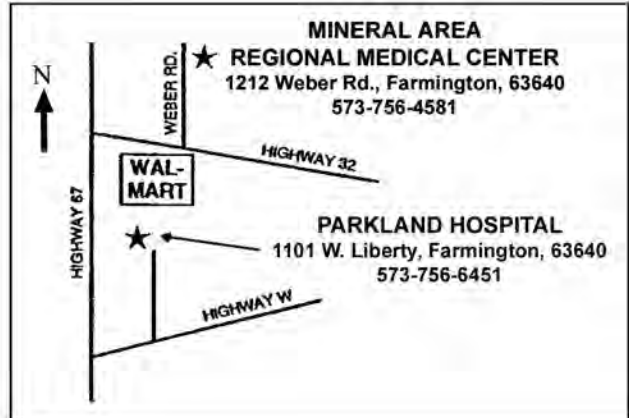 MINERAL AREA
REGIONAL MEDICAL CENTER
1212 Weber Rd., Farmington, 63640
573-756-4581
N
WEBER RD.
HIGHWAY 32
WAL-
MART
HIGHWAY 67
PARKLAND HOSPITAL
1101 W. Liberty, Farmington, 63640
573-756-6451
HIGHWAY W